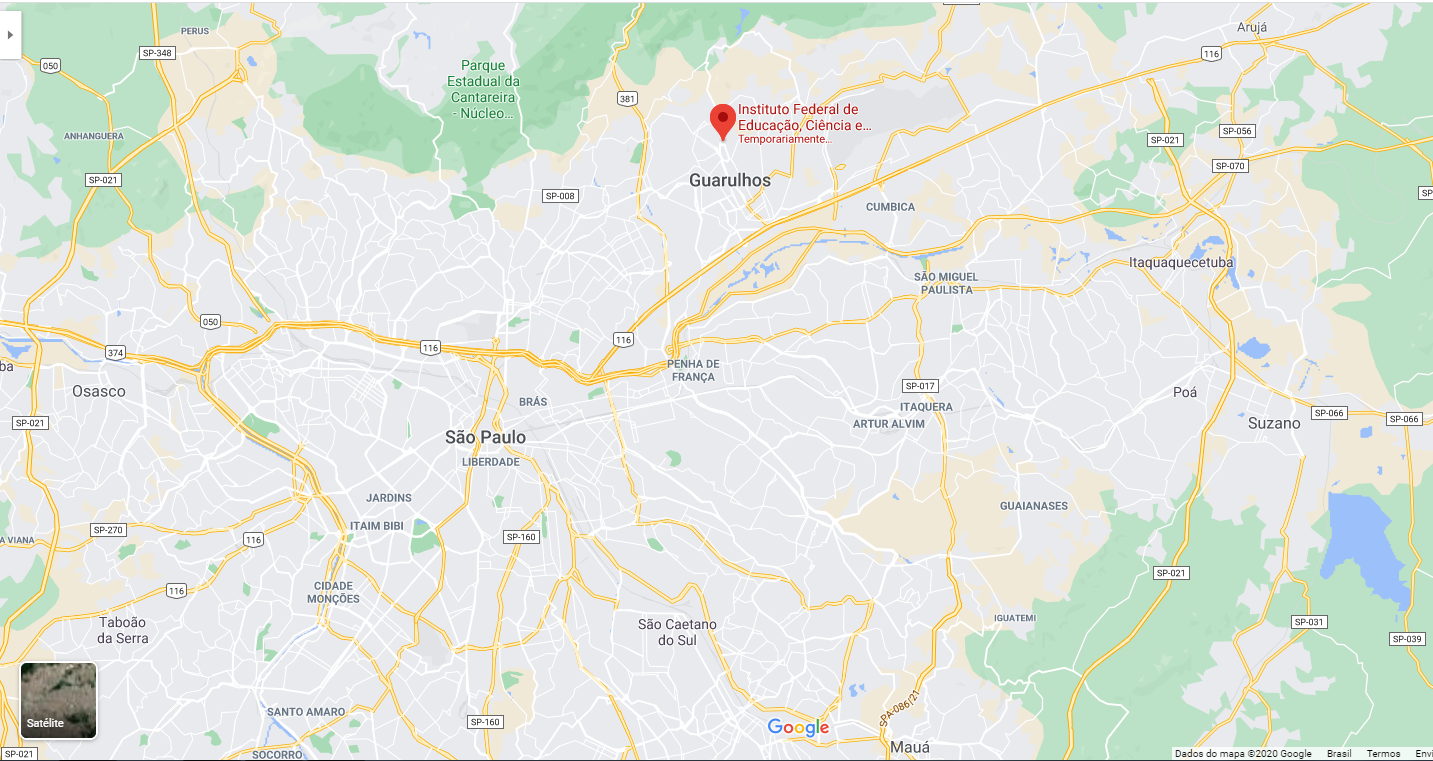 PERUS
SP-348
050
Parque
Estadual da
Cantareira
- Núcleo...
381
Instituto Federal de
Educação, Ciência e...
Temporariamente...
Arujá
116
ANHANGUERA
SP-021
SP-056
SP-021
SP-070
SP-008
Guarulhos
CUMBICA
SP
Itaquaquecetuba
SÃO MIGUEL
PAULISTA
050
374
116
116
PENHA DE
FRANÇA
ba
Osasco
SP-021
BRÁS
SP-017
ITAQUERA
ARTUR ALVIM
Poá
SP-066
SP-066
Suzano
São Paulo
LIBERDADE
JARDINS
ITAIM BIBI
GUAIANASES
SP-270
116
SP-160
A VIANA
SP-021
116
CIDADE
MONÇÕES
Taboão
da Serra
São Caetano
do Sul
IGUATEMI
SP-031
SP-039
Satélite
SANTO AMARO
SP-160
SPA-086/21
Google
Mauá
SP-021
SOCORRO
Dados do mapa ©2020 Google Brasil Termos Envi